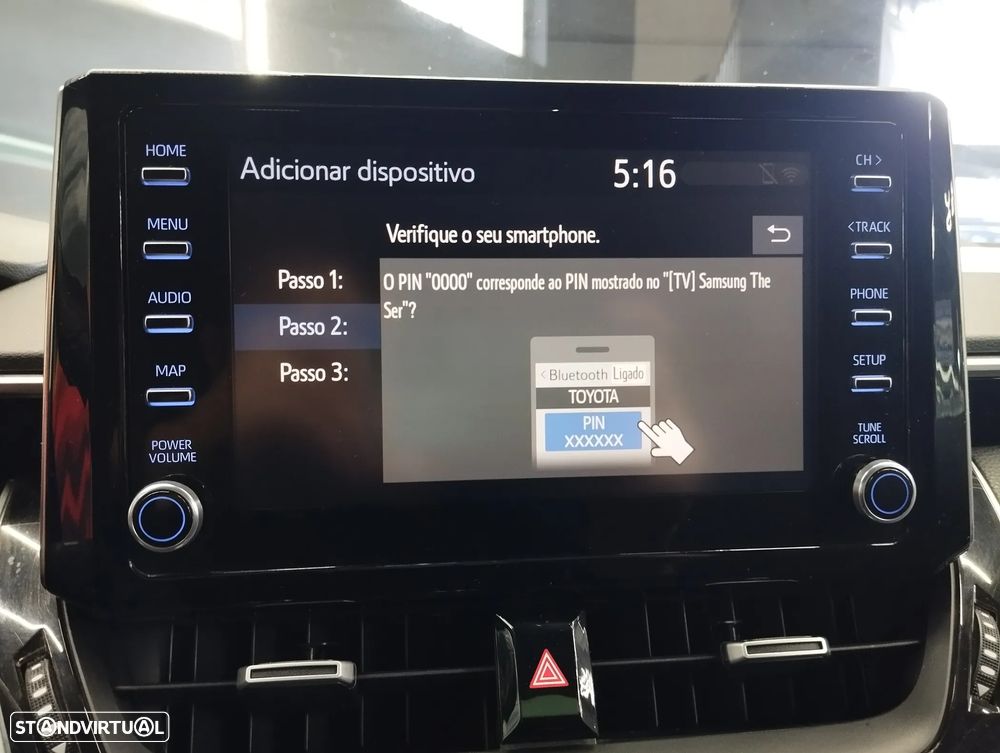 HOME
MENU
AUDIO
MAP
POWER
VOLUME
Adicionar dispositivo
5:16
Verifique o seu smartphone.
Passo 1:
Passo 2:
Passo 3:
O PIN "0000" corresponde ao PIN mostrado no "[TV] Samsung The
Ser"?
< Bluetooth Ligado
TOYOTA
PIN
XXXXXX
CH >
< TRACK
PHONE
SETUP
TUNE
SCROLL
STANDVIRTUAL